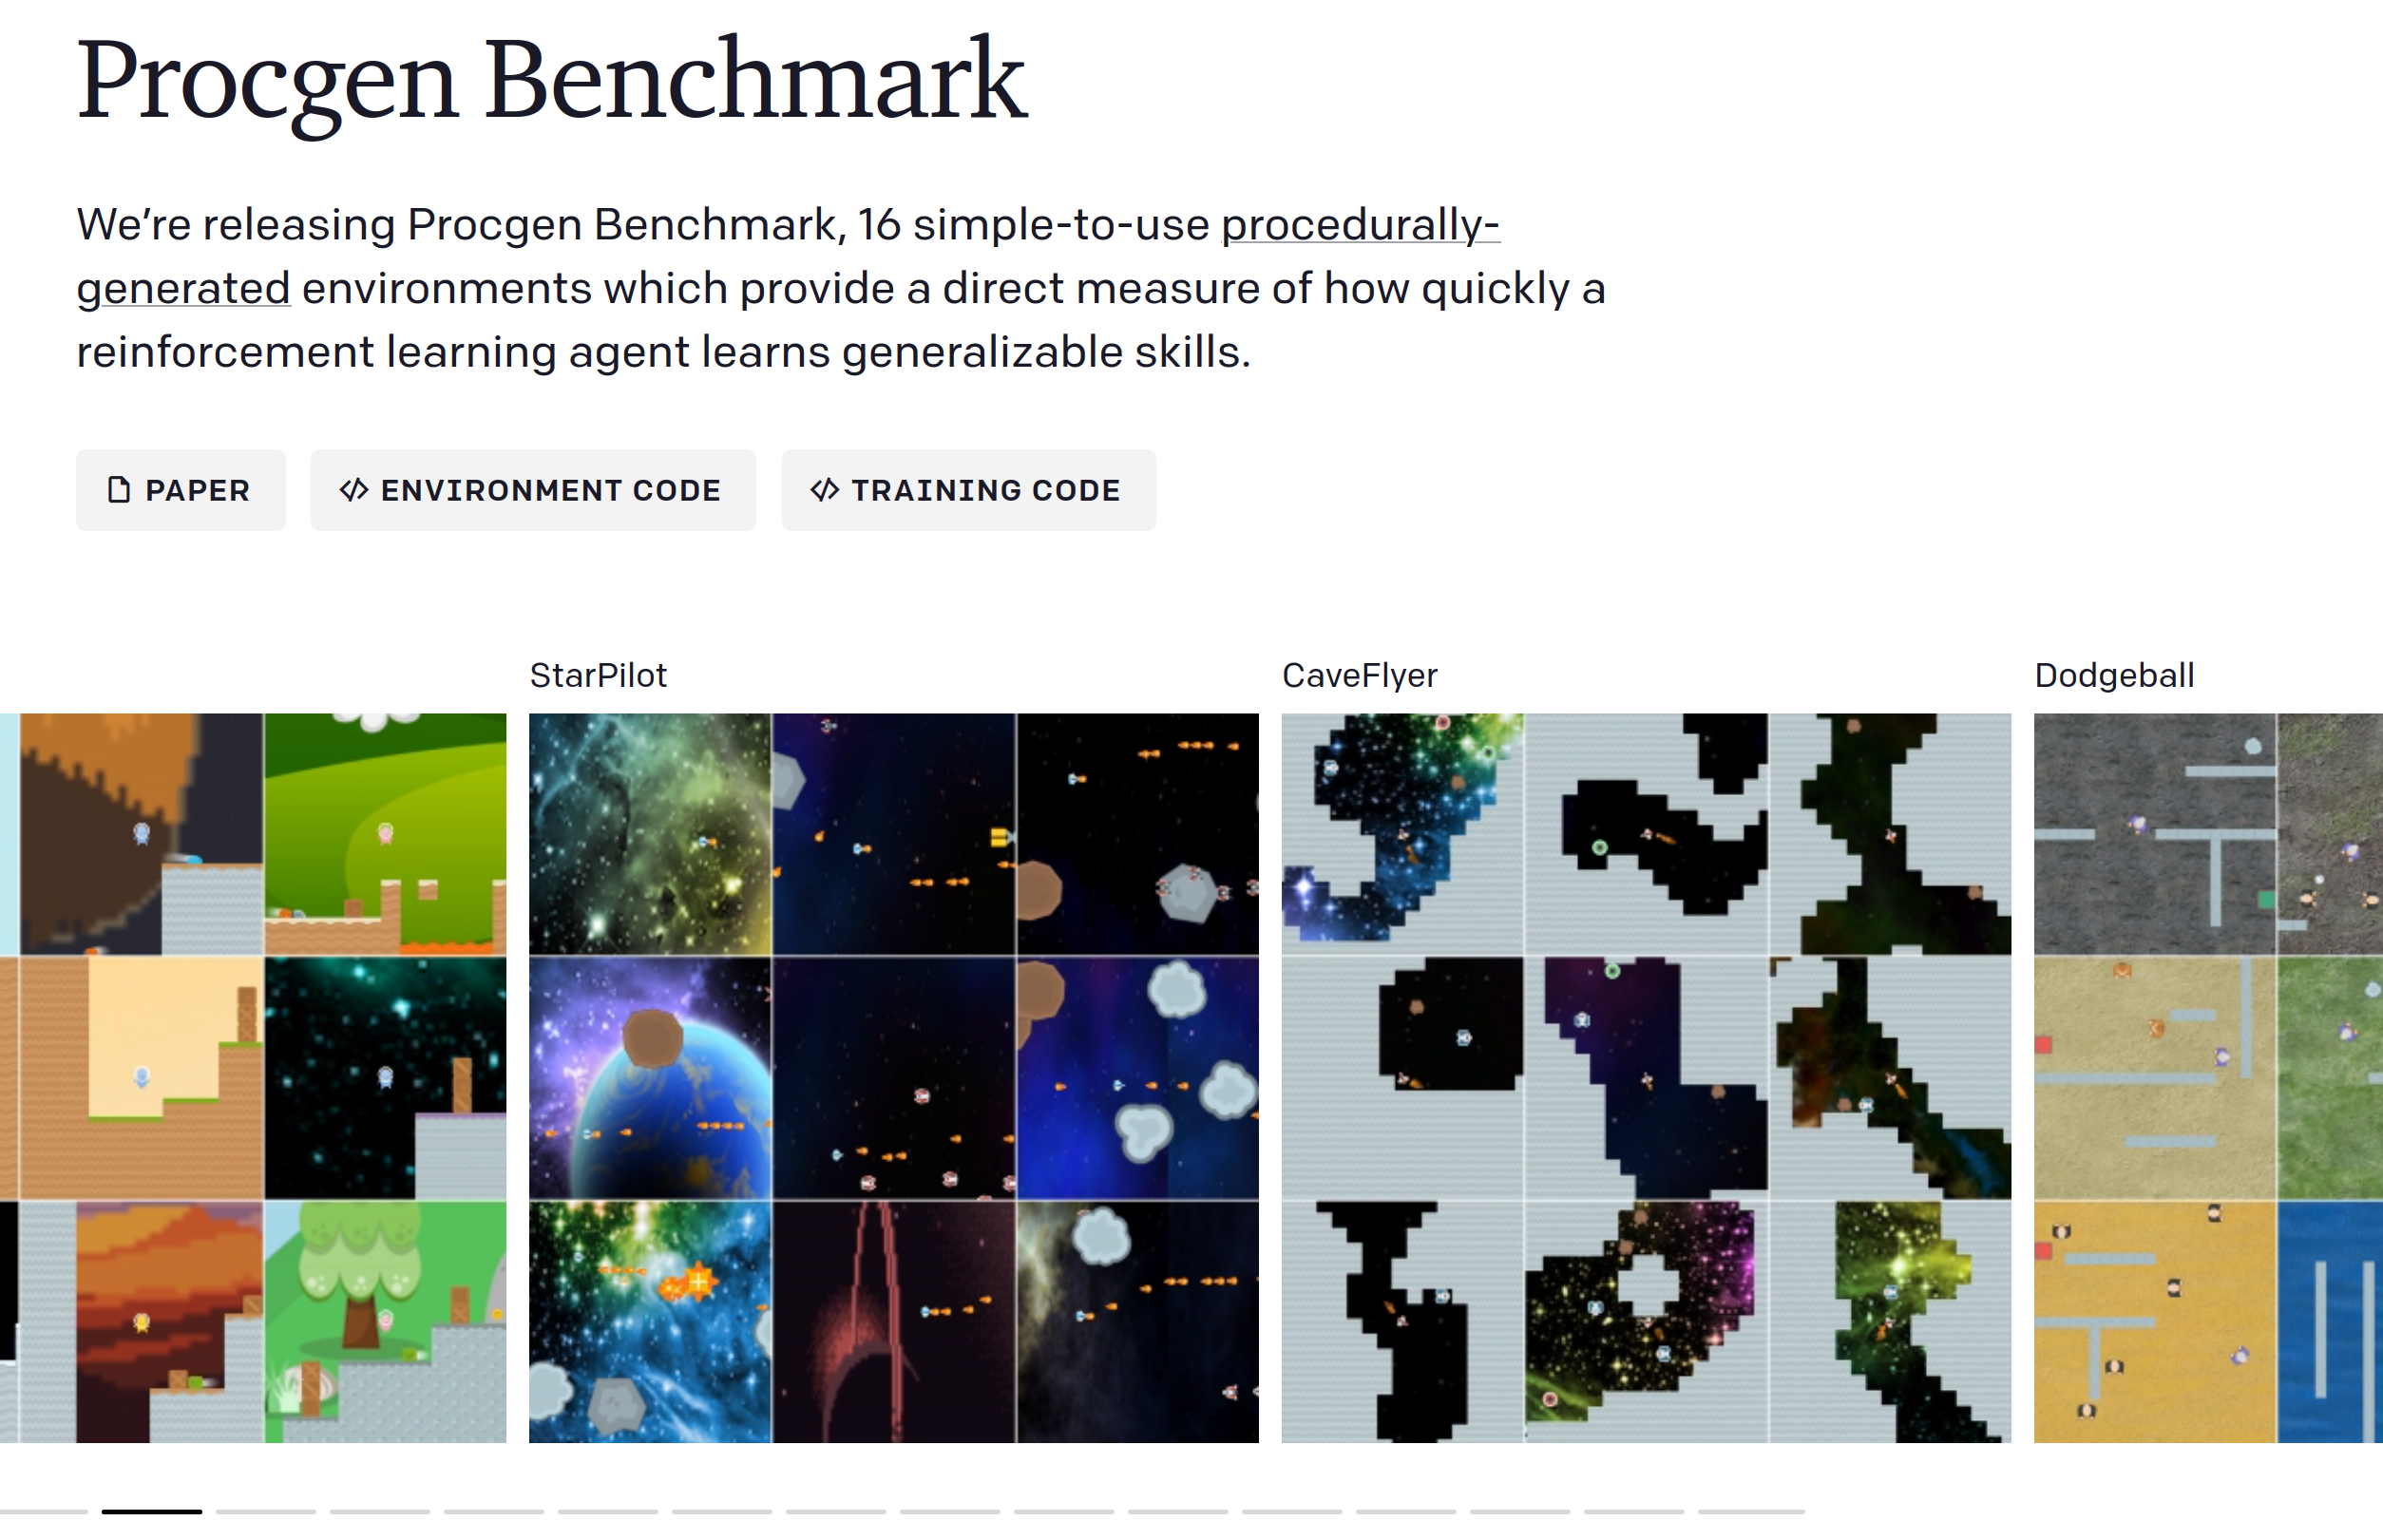 Procgen Benchmark
We’re releasing Procgen Benchmark, 16 simple-to-use procedurally-
generated environments which provide a direct measure of how quickly a
reinforcement learning agent learns generalizable skills.
PAPER
ENVIRONMENT CODE
TRAINING CODE
StarPilot
CaveFlyer
Dodgeball